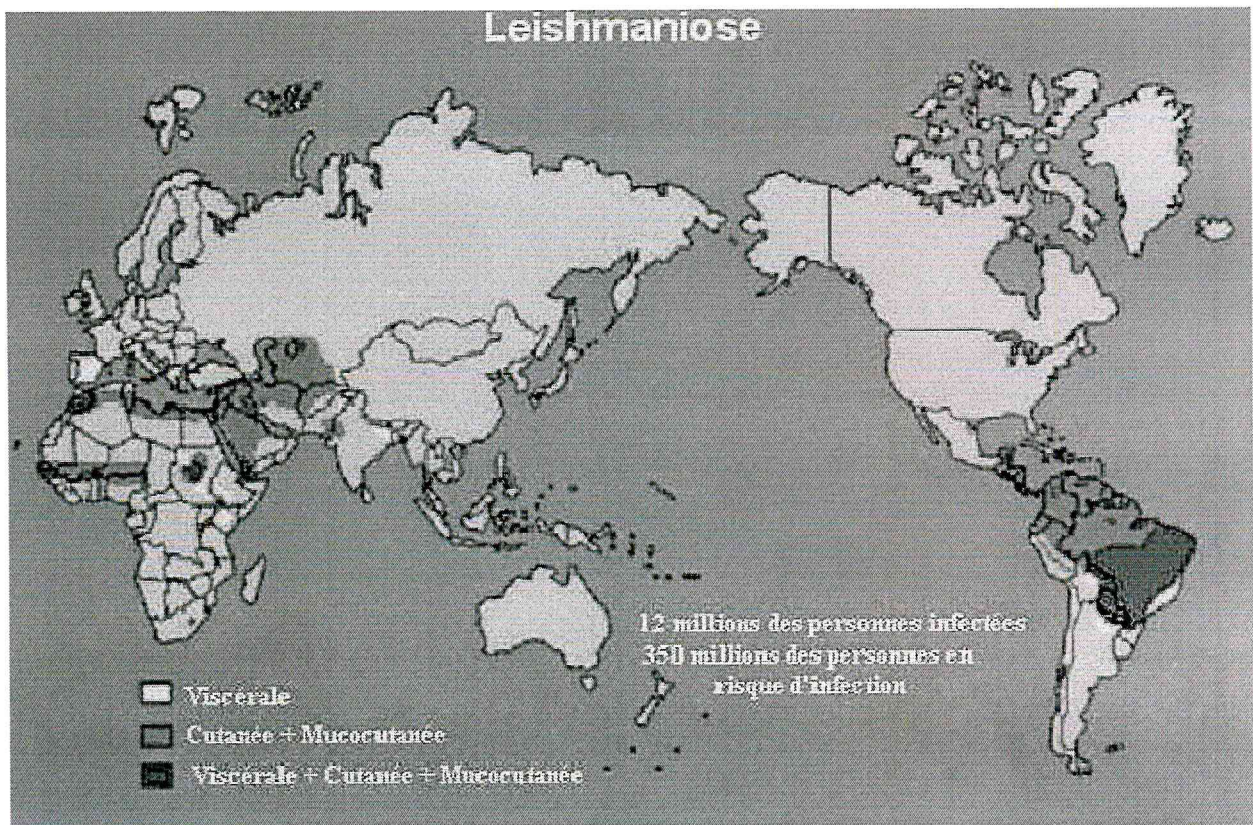 Leishmaniose
12 millions des personnes infectées
350 millions des personnes en
risque d'infection
Viscérale
Cutanée + Mucocutanée
Viscérale + Cutanée + Mucocutanée